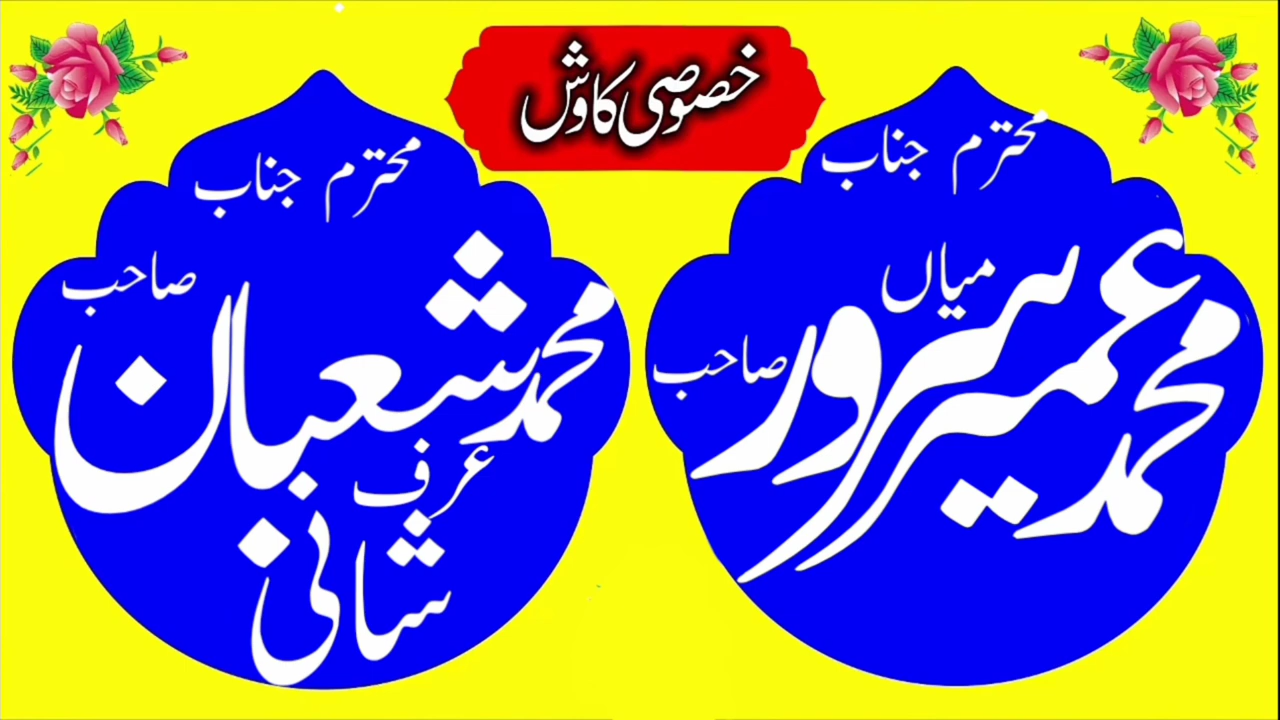 خصوصی کاوش
محترم جناب
میاں
محمد عمیر سرور
صاحب
محترم جناب
محمد شعبان
صاحب
عرف
شانی